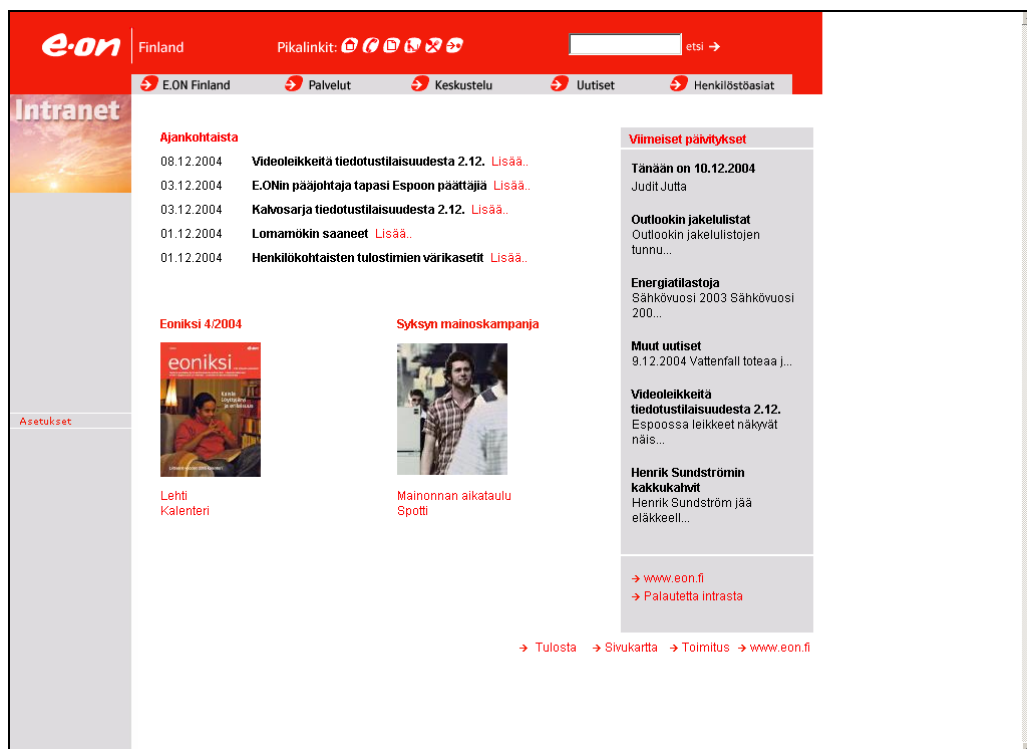 e·on Finland Pikalinkit: etsi
E.ON Finland Palvelut Keskustelu Uutiset Henkilöstöasiat
Intranet
Asetukset
Ajankohtaista
08.12.2004 Videoleikkeitä tiedotustilaisuudesta 2.12. Lisää..
03.12.2004 E.ONin pääjohtaja tapasi Espoon päättäjiä Lisää..
03.12.2004 Kalvosarja tiedotustilaisuudesta 2.12. Lisää..
01.12.2004 Lomamökin saaneet Lisää..
01.12.2004 Henkilökohtaisten tulostimien värikasetit Lisää..
Eoniksi 4/2004
eoniksi
Lehti
Kalenteri
Syksyn mainoskampanja
Mainonnan aikataulu
Spotti
Viimeiset päivitykset
Tänään on 10.12.2004
Judit Jutta
Outlookin jakelulistat
Outlookin jakelulistojen
tunnu...
Energiatilastoja
Sähkövuosi 2003 Sähkövuosi
200...
Muut uutiset
9.12.2004 Vattenfall toteaa j...
Videoleikkeitä
tiedotustilaisuudesta 2.12.
Espoossa leikkeet näkyvät
näis...
Henrik Sundströmin
kakkukahvit
Henrik Sundström jää
eläkkeell...
www.eon.fi
Palautetta intrasta
Tulosta Sivukartta Toimitus www.eon.fi